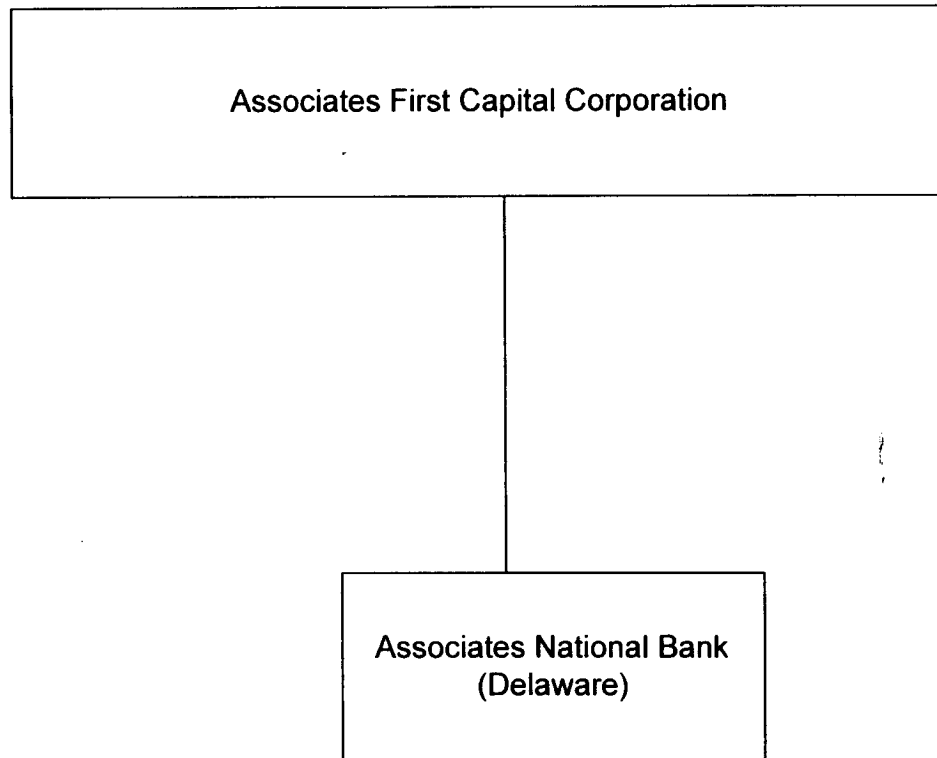 Associates First Capital Corporation
Associates National Bank
(Delaware)